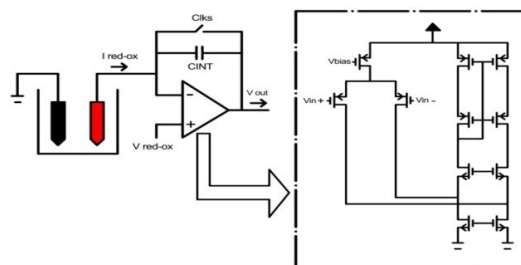 Clks
I red-ox
CINT
V out
V red-ox
Vbias
Vin+
Vin -